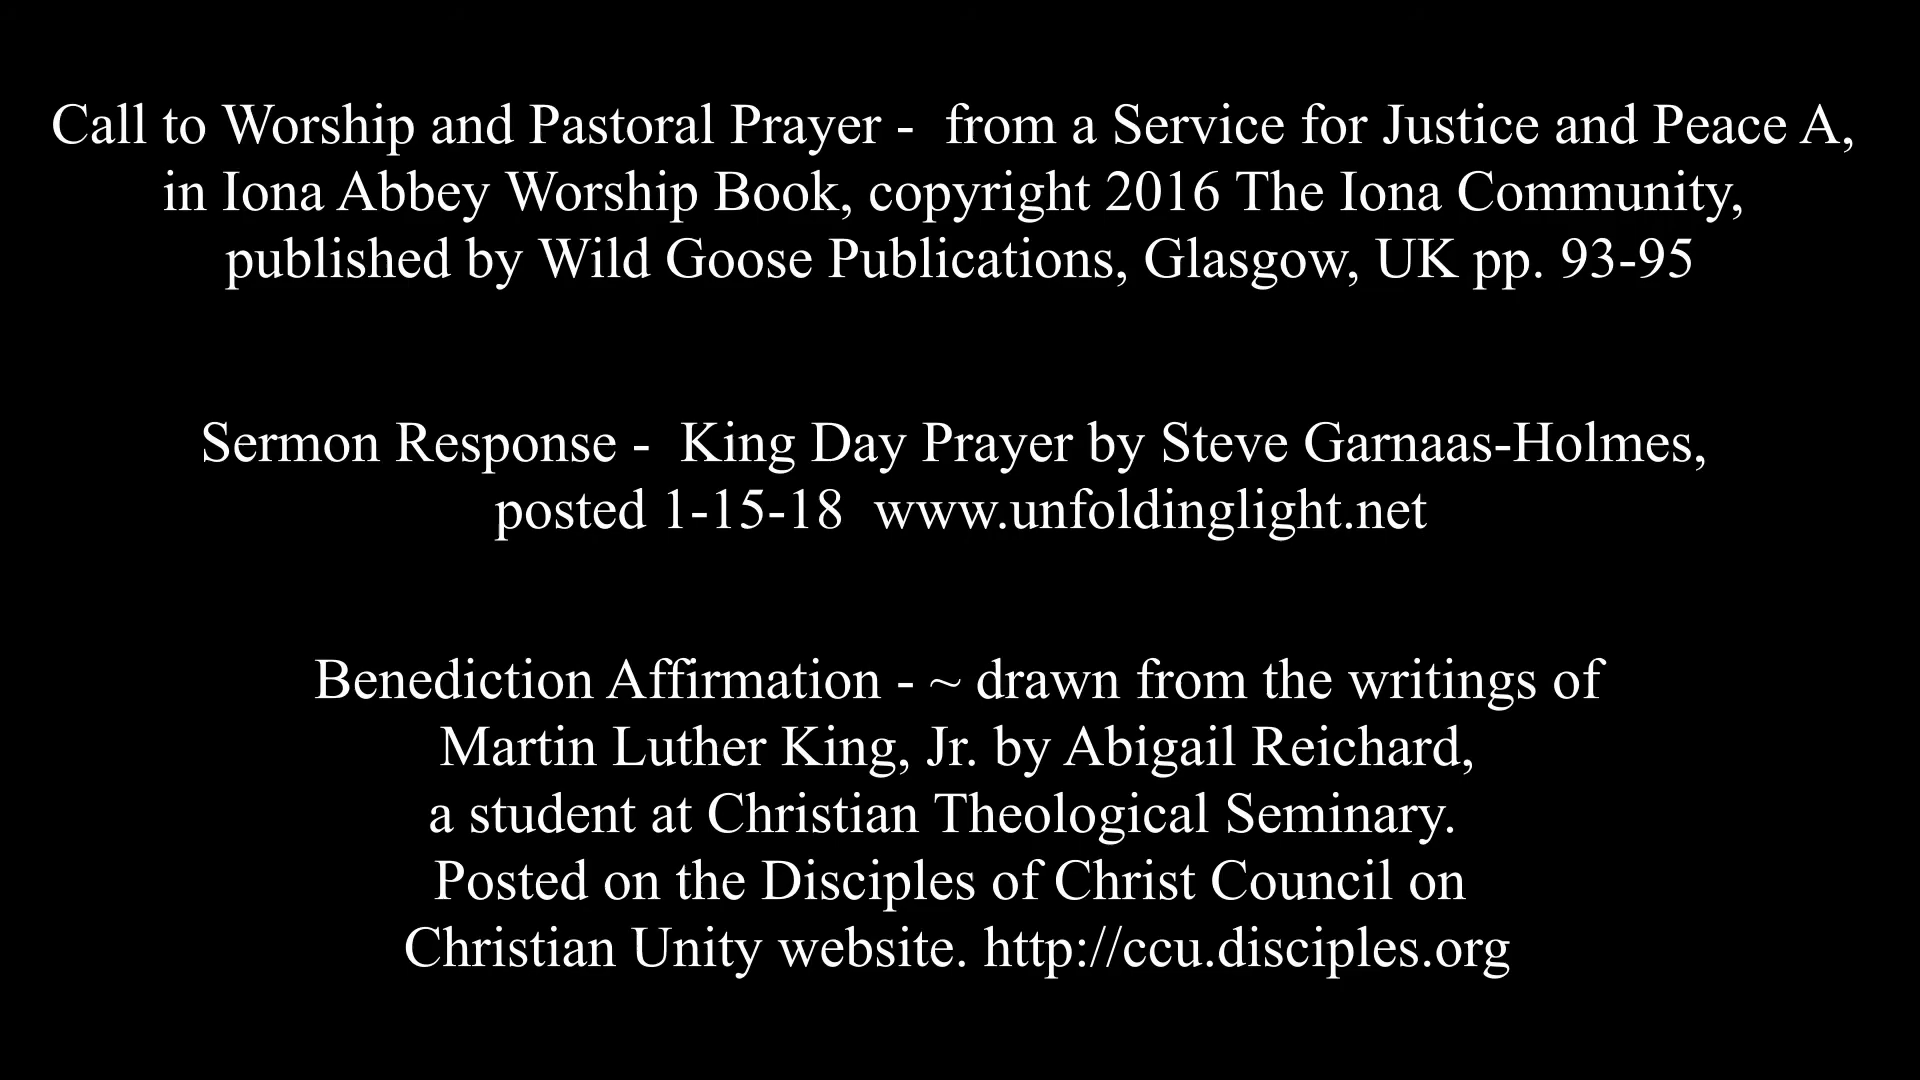 Call to Worship and Pastoral Prayer -  from a Service for Justice and Peace A,
in Iona Abbey Worship Book, copyright 2016 The Iona Community,
published by Wild Goose Publications, Glasgow, UK pp. 93-95
Sermon Response -  King Day Prayer by Steve Garnaas-Holmes,
posted 1-15-18  www.unfoldinglight.net
Benediction Affirmation - ~ drawn from the writings of
Martin Luther King, Jr. by Abigail Reichard,
a student at Christian Theological Seminary.
Posted on the Disciples of Christ Council on
Christian Unity website. http://ccu.disciples.org